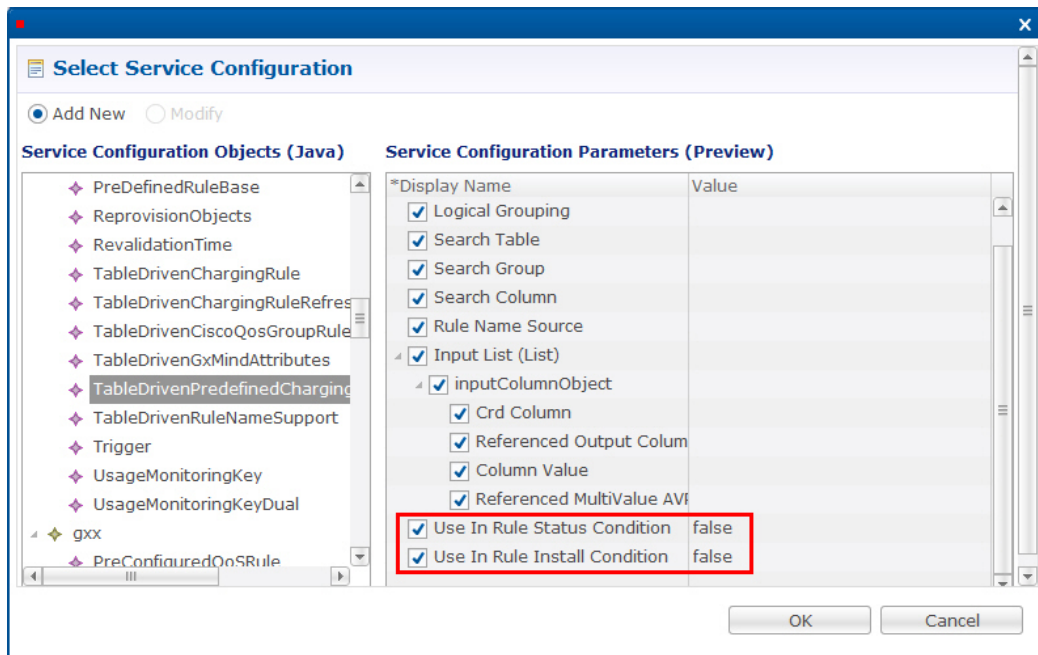 x
Select Service Configuration
Add New Modify
Service Configuration Objects (Java)
PreDefinedRuleBase
ReprovisionObjects
RevalidationTime
TableDrivenChargingRule
TableDrivenChargingRuleRefres
TableDrivenCiscoQosGroupRule
TableDrivenGxMindAttributes
TableDrivenPredefinedCharging
TableDrivenRuleNameSupport
Trigger
UsageMonitoringKey
UsageMonitoringKeyDual
gxx
PreConfiguredQoSRule
Service Configuration Parameters (Preview)
*Display Name Value
Logical Grouping
Search Table
Search Group
Search Column
Rule Name Source
Input List (List)
inputColumnObject
Crd Column
Referenced Output Colum
Column Value
Referenced MultiValue AVP
Use In Rule Status Condition false
Use In Rule Install Condition false
OK Cancel